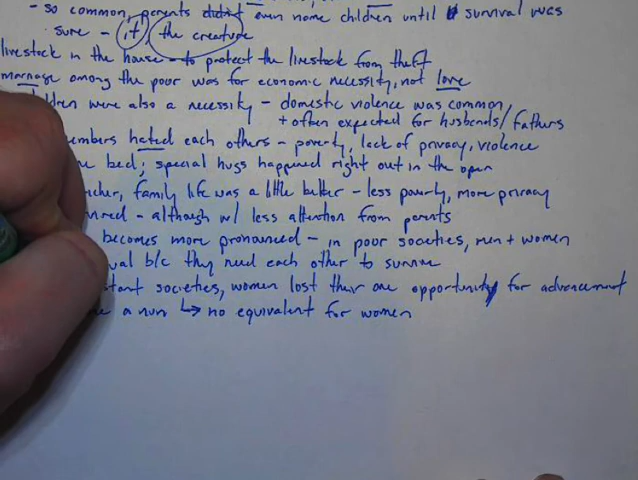 - so common, parents didn't even name children until survival was
sure - "it", the creature
livestock in the house - to protect the livestock from theft
marriage among the poor was for economic necessity, not love
children were also a necessity - domestic violence was common
+ often expected for husbands/fathers
members hated each others - poverty, lack of privacy, violence
bed; special hugs happened right out in the open
richer, family life was a little better - less poverty, more privacy
- although w/ less attention from parents
becomes more pronounced - in poor societies, men + women
b/c they need each other to survive
societies, women lost their one opportunity for advancement
a nun ↳ no equivalent for women